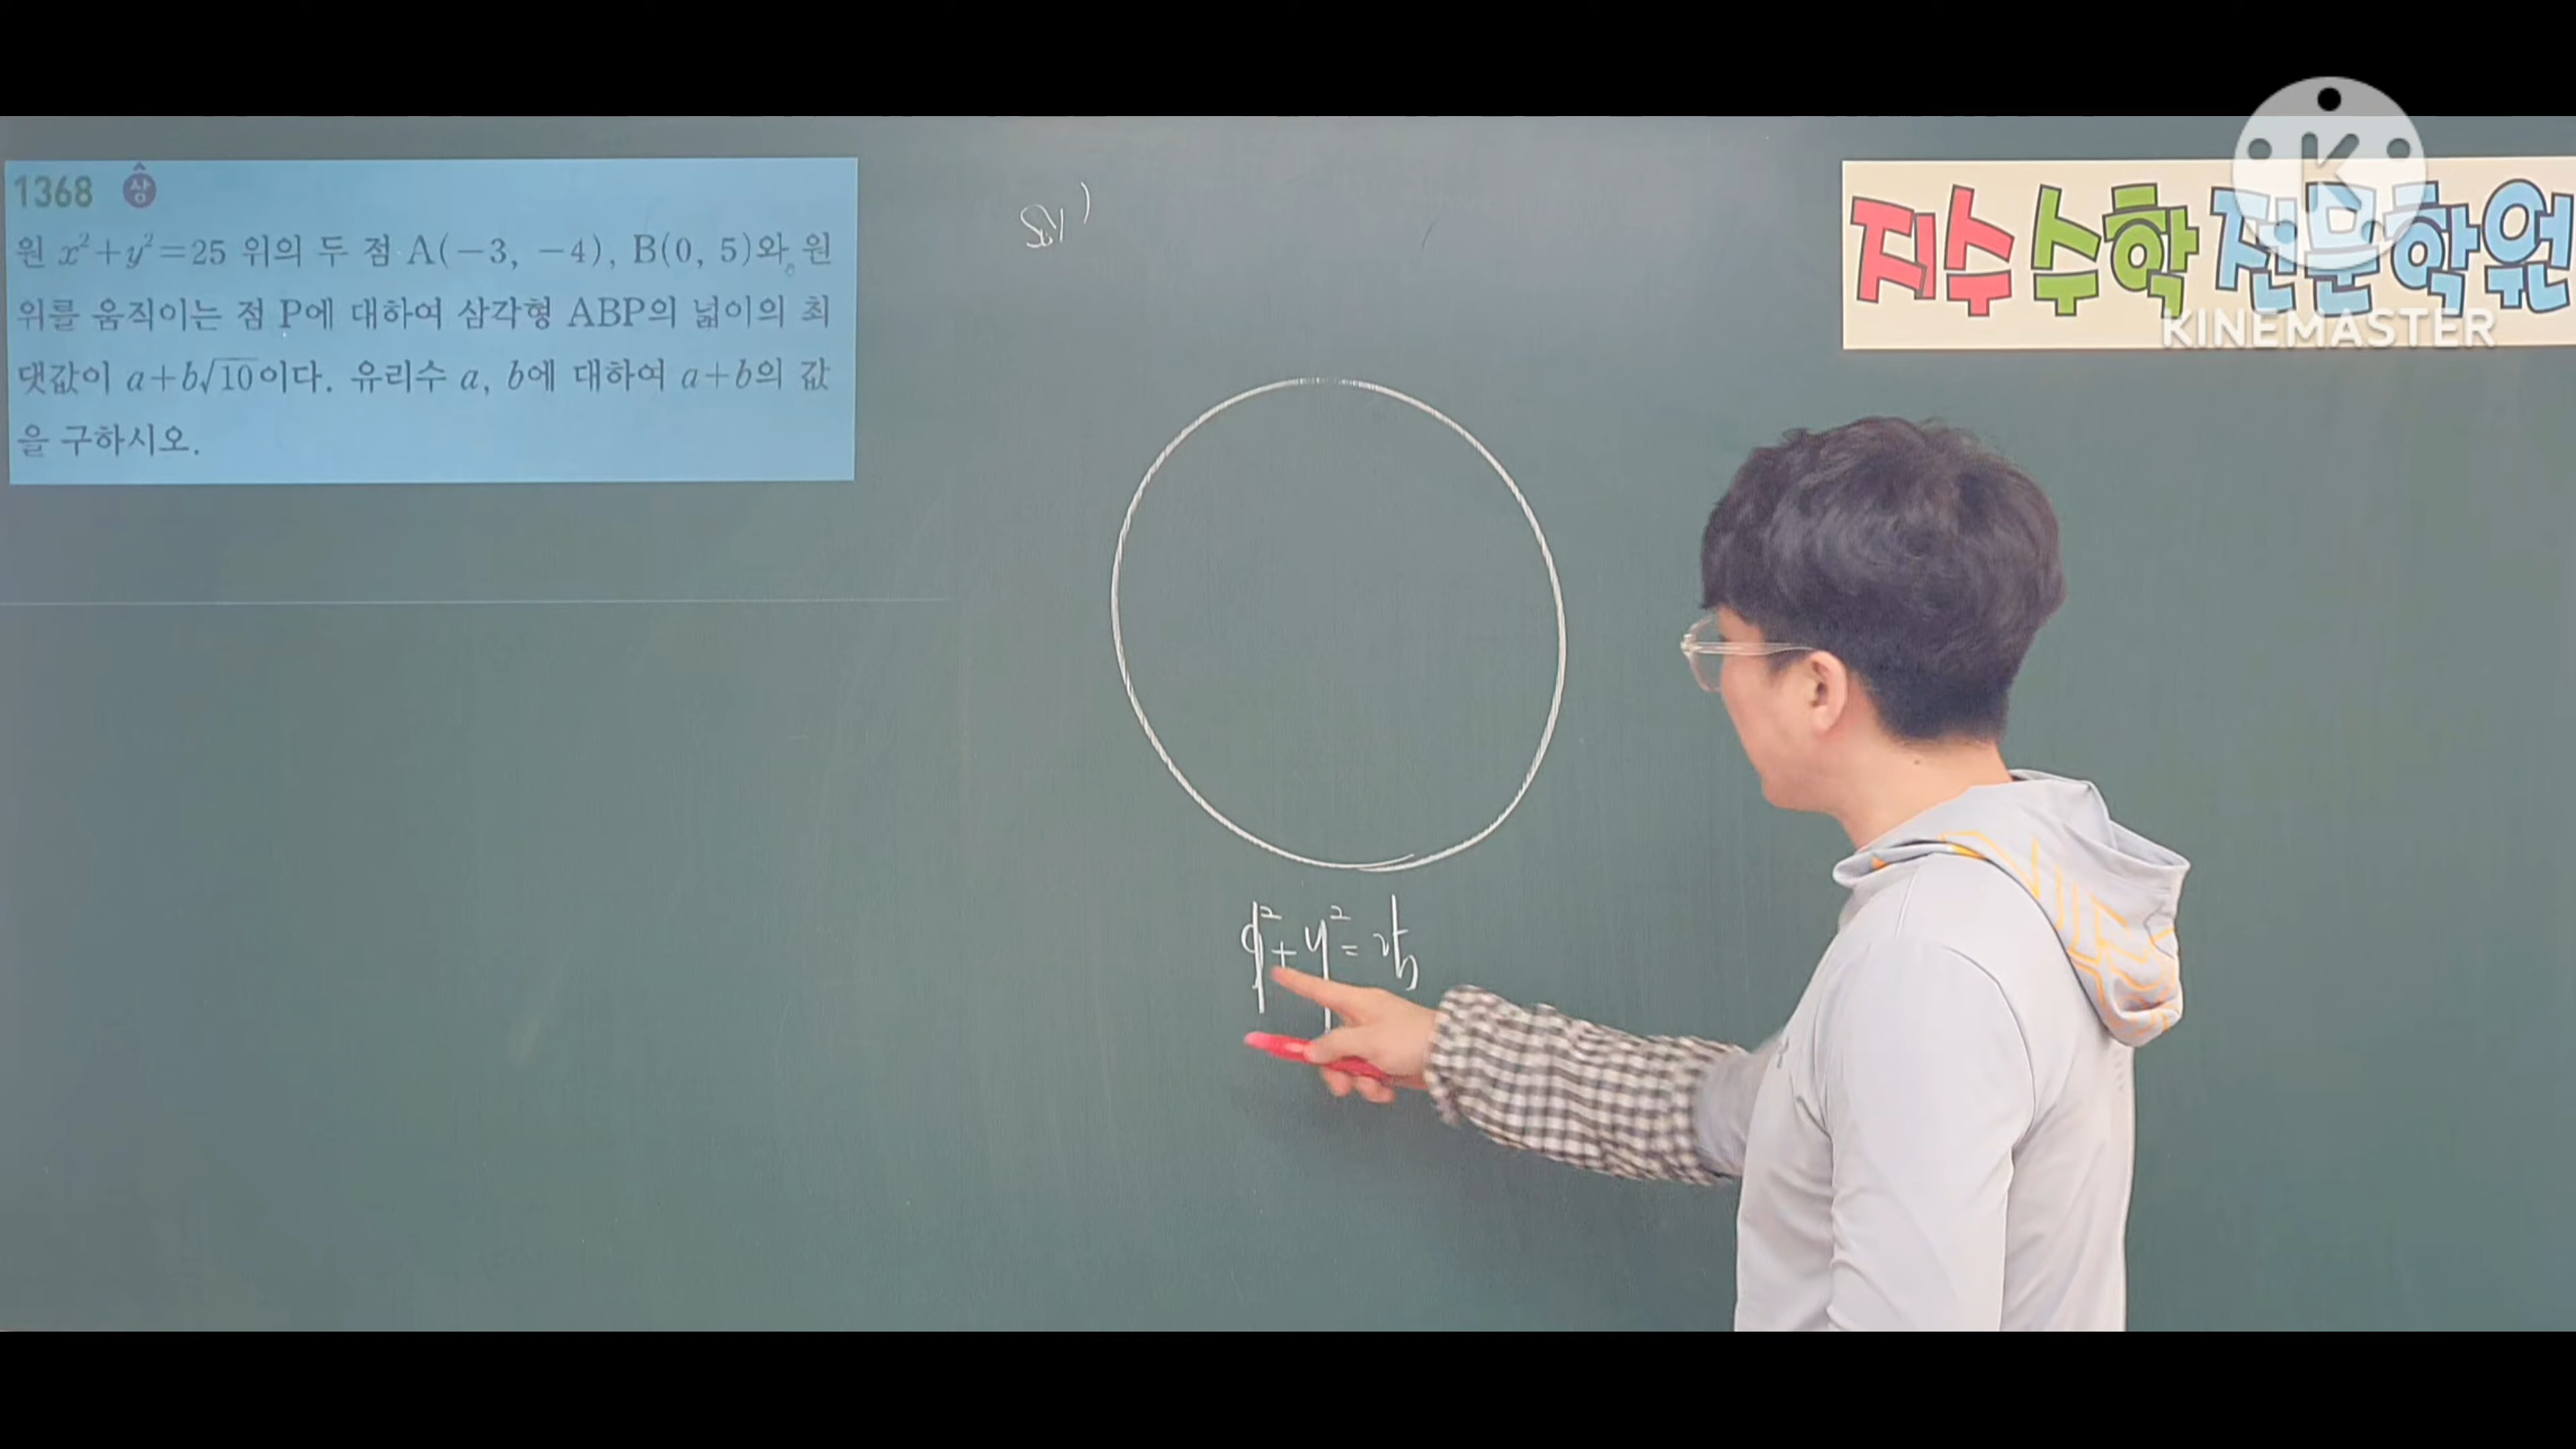 1368 상
원 x²+y²=25 위의 두 점 A(−3, −4), B(0, 5)와 원
위를 움직이는 점 P에 대하여 삼각형 ABP의 넓이의 최
댓값이 a+b√10이다. 유리수 a, b에 대하여 a+b의 값
을 구하시오.
지수수학전문학원
KINEMASTER
x²+y²=25